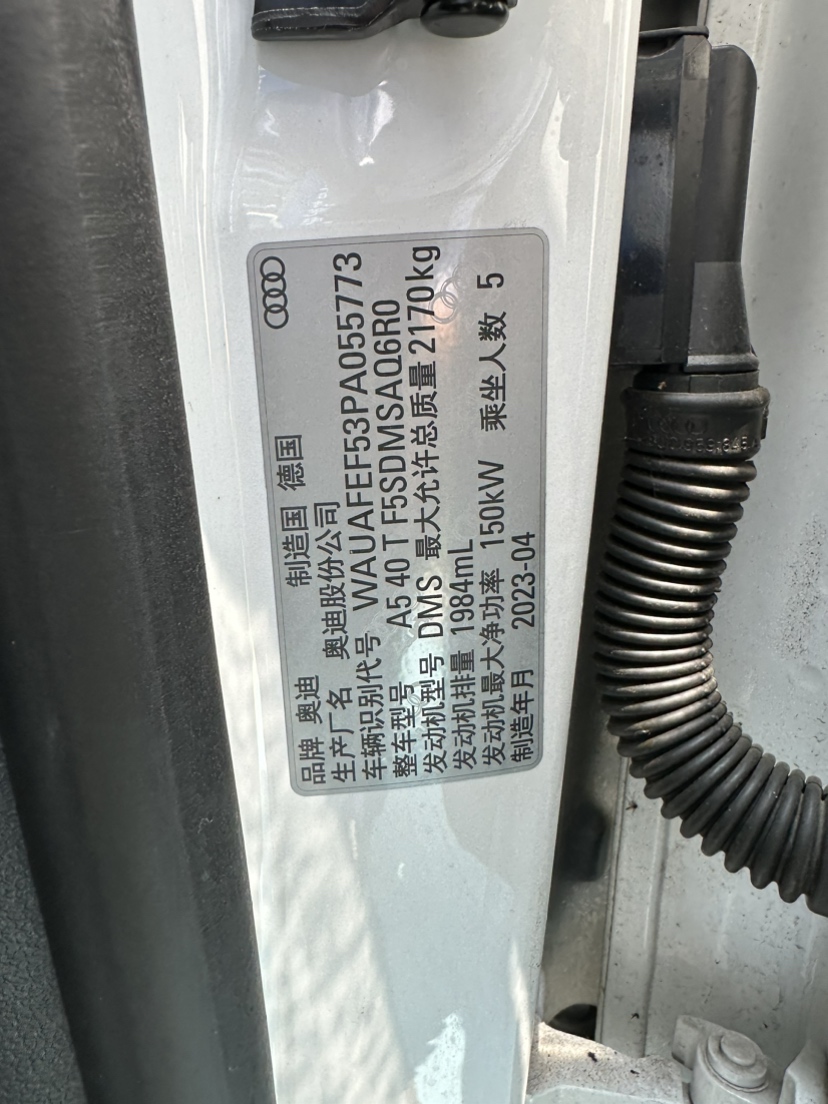 品牌 奥迪 制造国 德国
生产厂名 奥迪股份公司
车辆识别代号 WAUAFEF53PA055773
整车型号 A5 40 T F5SDMSAQ6R0
发动机型号 DMS 最大允许总质量 2170kg
发动机排量 1984mL
发动机最大净功率 150kW 乘坐人数 5
制造年月 2023-04